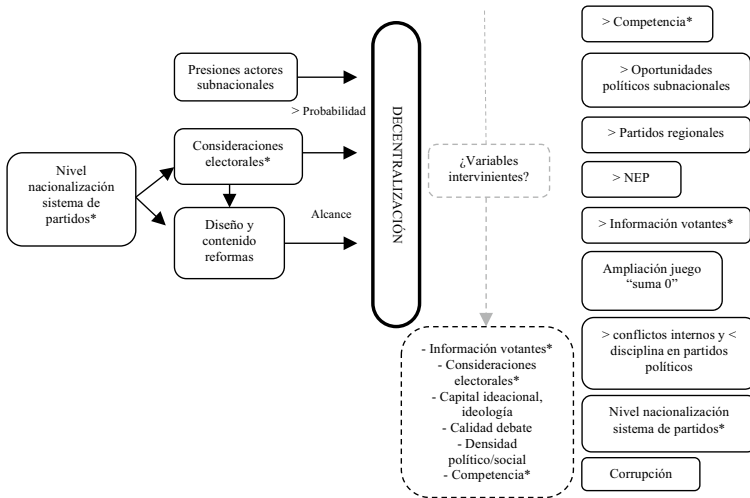 Presiones actores
subnacionales
> Probabilidad
Nivel
nacionalización
sistema de
partidos*
Consideraciones
electorales*
Diseño y
contenido
reformas
Alcance
DECENTRALIZACIÓN
¿Variables
intervinientes?
- Información votantes*
- Consideraciones
electorales*
- Capital ideacional,
ideología
- Calidad debate
- Densidad
político/social
- Competencia*
> Competencia*
> Oportunidades
políticos subnacionales
> Partidos regionales
> NEP
> Información votantes*
Ampliación juego
“suma 0”
> conflictos internos y <
disciplina en partidos
políticos
Nivel nacionalización
sistema de partidos*
Corrupción